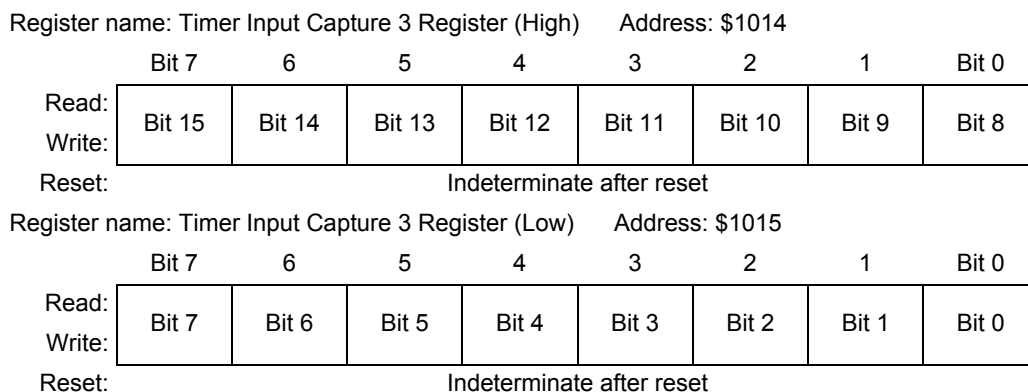 Register name: Timer Input Capture 3 Register (High) Address: $1014
Bit 7 6 5 4 3 2 1 Bit 0
Read:
Bit 15 Bit 14 Bit 13 Bit 12 Bit 11 Bit 10 Bit 9 Bit 8
Write:
Reset: Indeterminate after reset
Register name: Timer Input Capture 3 Register (Low) Address: $1015
Bit 7 6 5 4 3 2 1 Bit 0
Read:
Bit 7 Bit 6 Bit 5 Bit 4 Bit 3 Bit 2 Bit 1 Bit 0
Write:
Reset: Indeterminate after reset